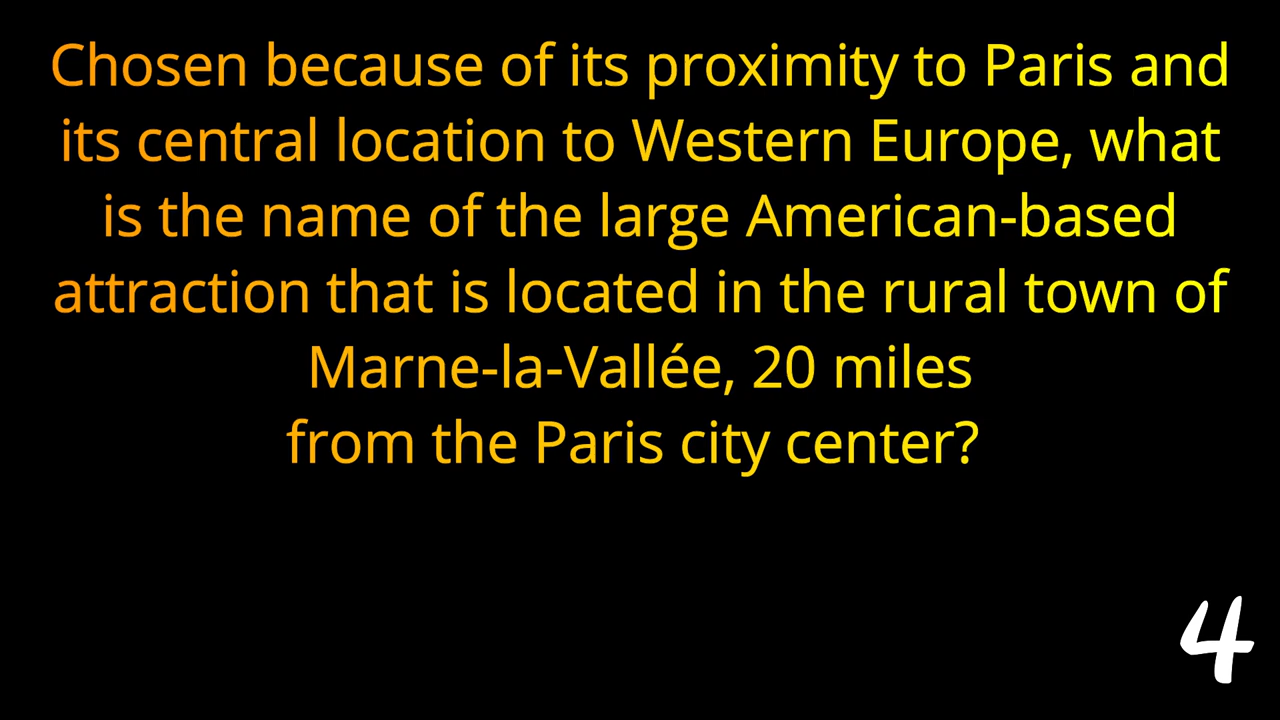 Chosen because of its proximity to Paris and
its central location to Western Europe, what
is the name of the large American-based
attraction that is located in the rural town of
Marne-la-Vallée, 20 miles
from the Paris city center?
4